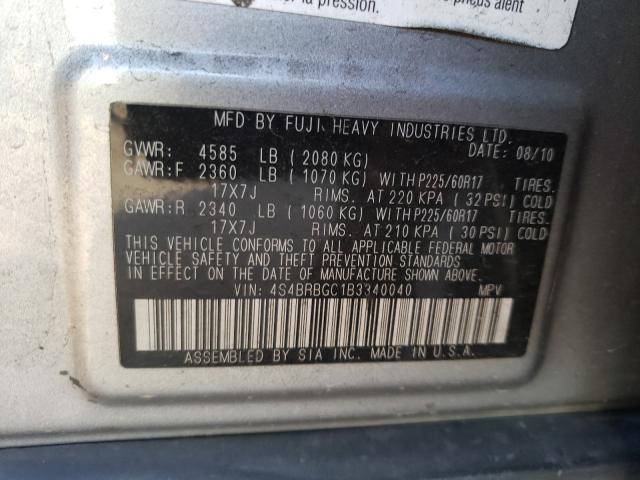 la pression. pneus alent
MFD BY FUJI HEAVY INDUSTRIES LTD.
GVWR: 4585 LB ( 2080 KG) DATE: 08/10
GAWR:F 2360 LB ( 1070 KG) WITH P225/60R17 TIRES.
17X7J RIMS. AT 220 KPA ( 32 PSI) COLD
GAWR:R 2340 LB ( 1060 KG) WITH P225/60R17 TIRES.
17X7J RIMS. AT 210 KPA ( 30 PSI) COLD
THIS VEHICLE CONFORMS TO ALL APPLICABLE FEDERAL MOTOR
VEHICLE SAFETY AND THEFT PREVENTION STANDARDS
IN EFFECT ON THE DATE OF MANUFACTURE SHOWN ABOVE.
VIN: 4S4BRBGC1B3340040 MPV
ASSEMBLED BY SIA INC. MADE IN U.S.A.